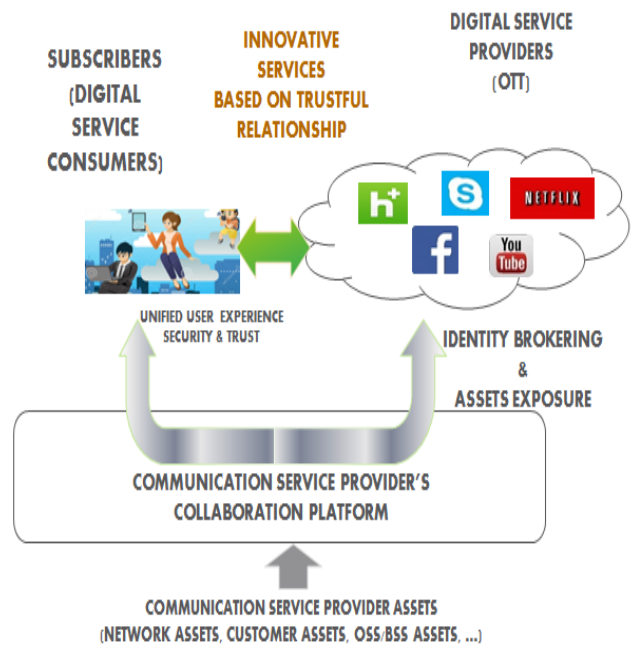 SUBSCRIBERS
(DIGITAL
SERVICE
CONSUMERS)
INNOVATIVE
SERVICES
BASED ON TRUSTFUL
RELATIONSHIP
DIGITAL SERVICE
PROVIDERS
(OTT)
h+
S
NETFLIX
f
You
Tube
UNIFIED USER EXPERIENCE
SECURITY & TRUST
IDENTITY BROKERING
&
ASSETS EXPOSURE
COMMUNICATION SERVICE PROVIDER'S
COLLABORATION PLATFORM
COMMUNICATION SERVICE PROVIDER ASSETS
(NETWORK ASSETS, CUSTOMER ASSETS, OSS/BSS ASSETS, ...)